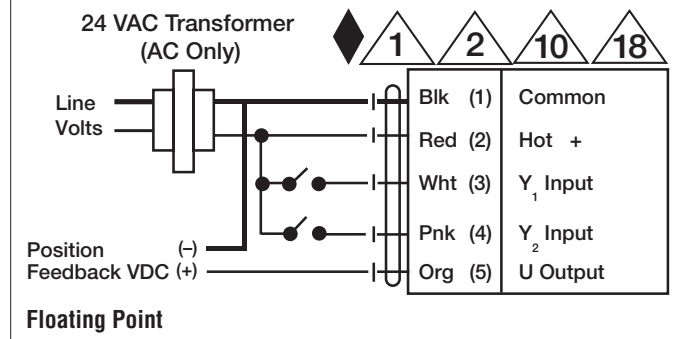 24 VAC Transformer
(AC Only)
1 2 10 18
Line
Volts
Blk (1) Common
Red (2) Hot +
Wht (3) Y1 Input
Pnk (4) Y2 Input
Org (5) U Output
Position (–)
Feedback VDC (+)
Floating Point